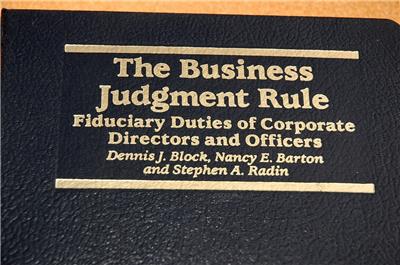 The Business
Judgment Rule
Fiduciary Duties of Corporate
Directors and Officers
Dennis J. Block, Nancy E. Barton
and Stephen A. Radin